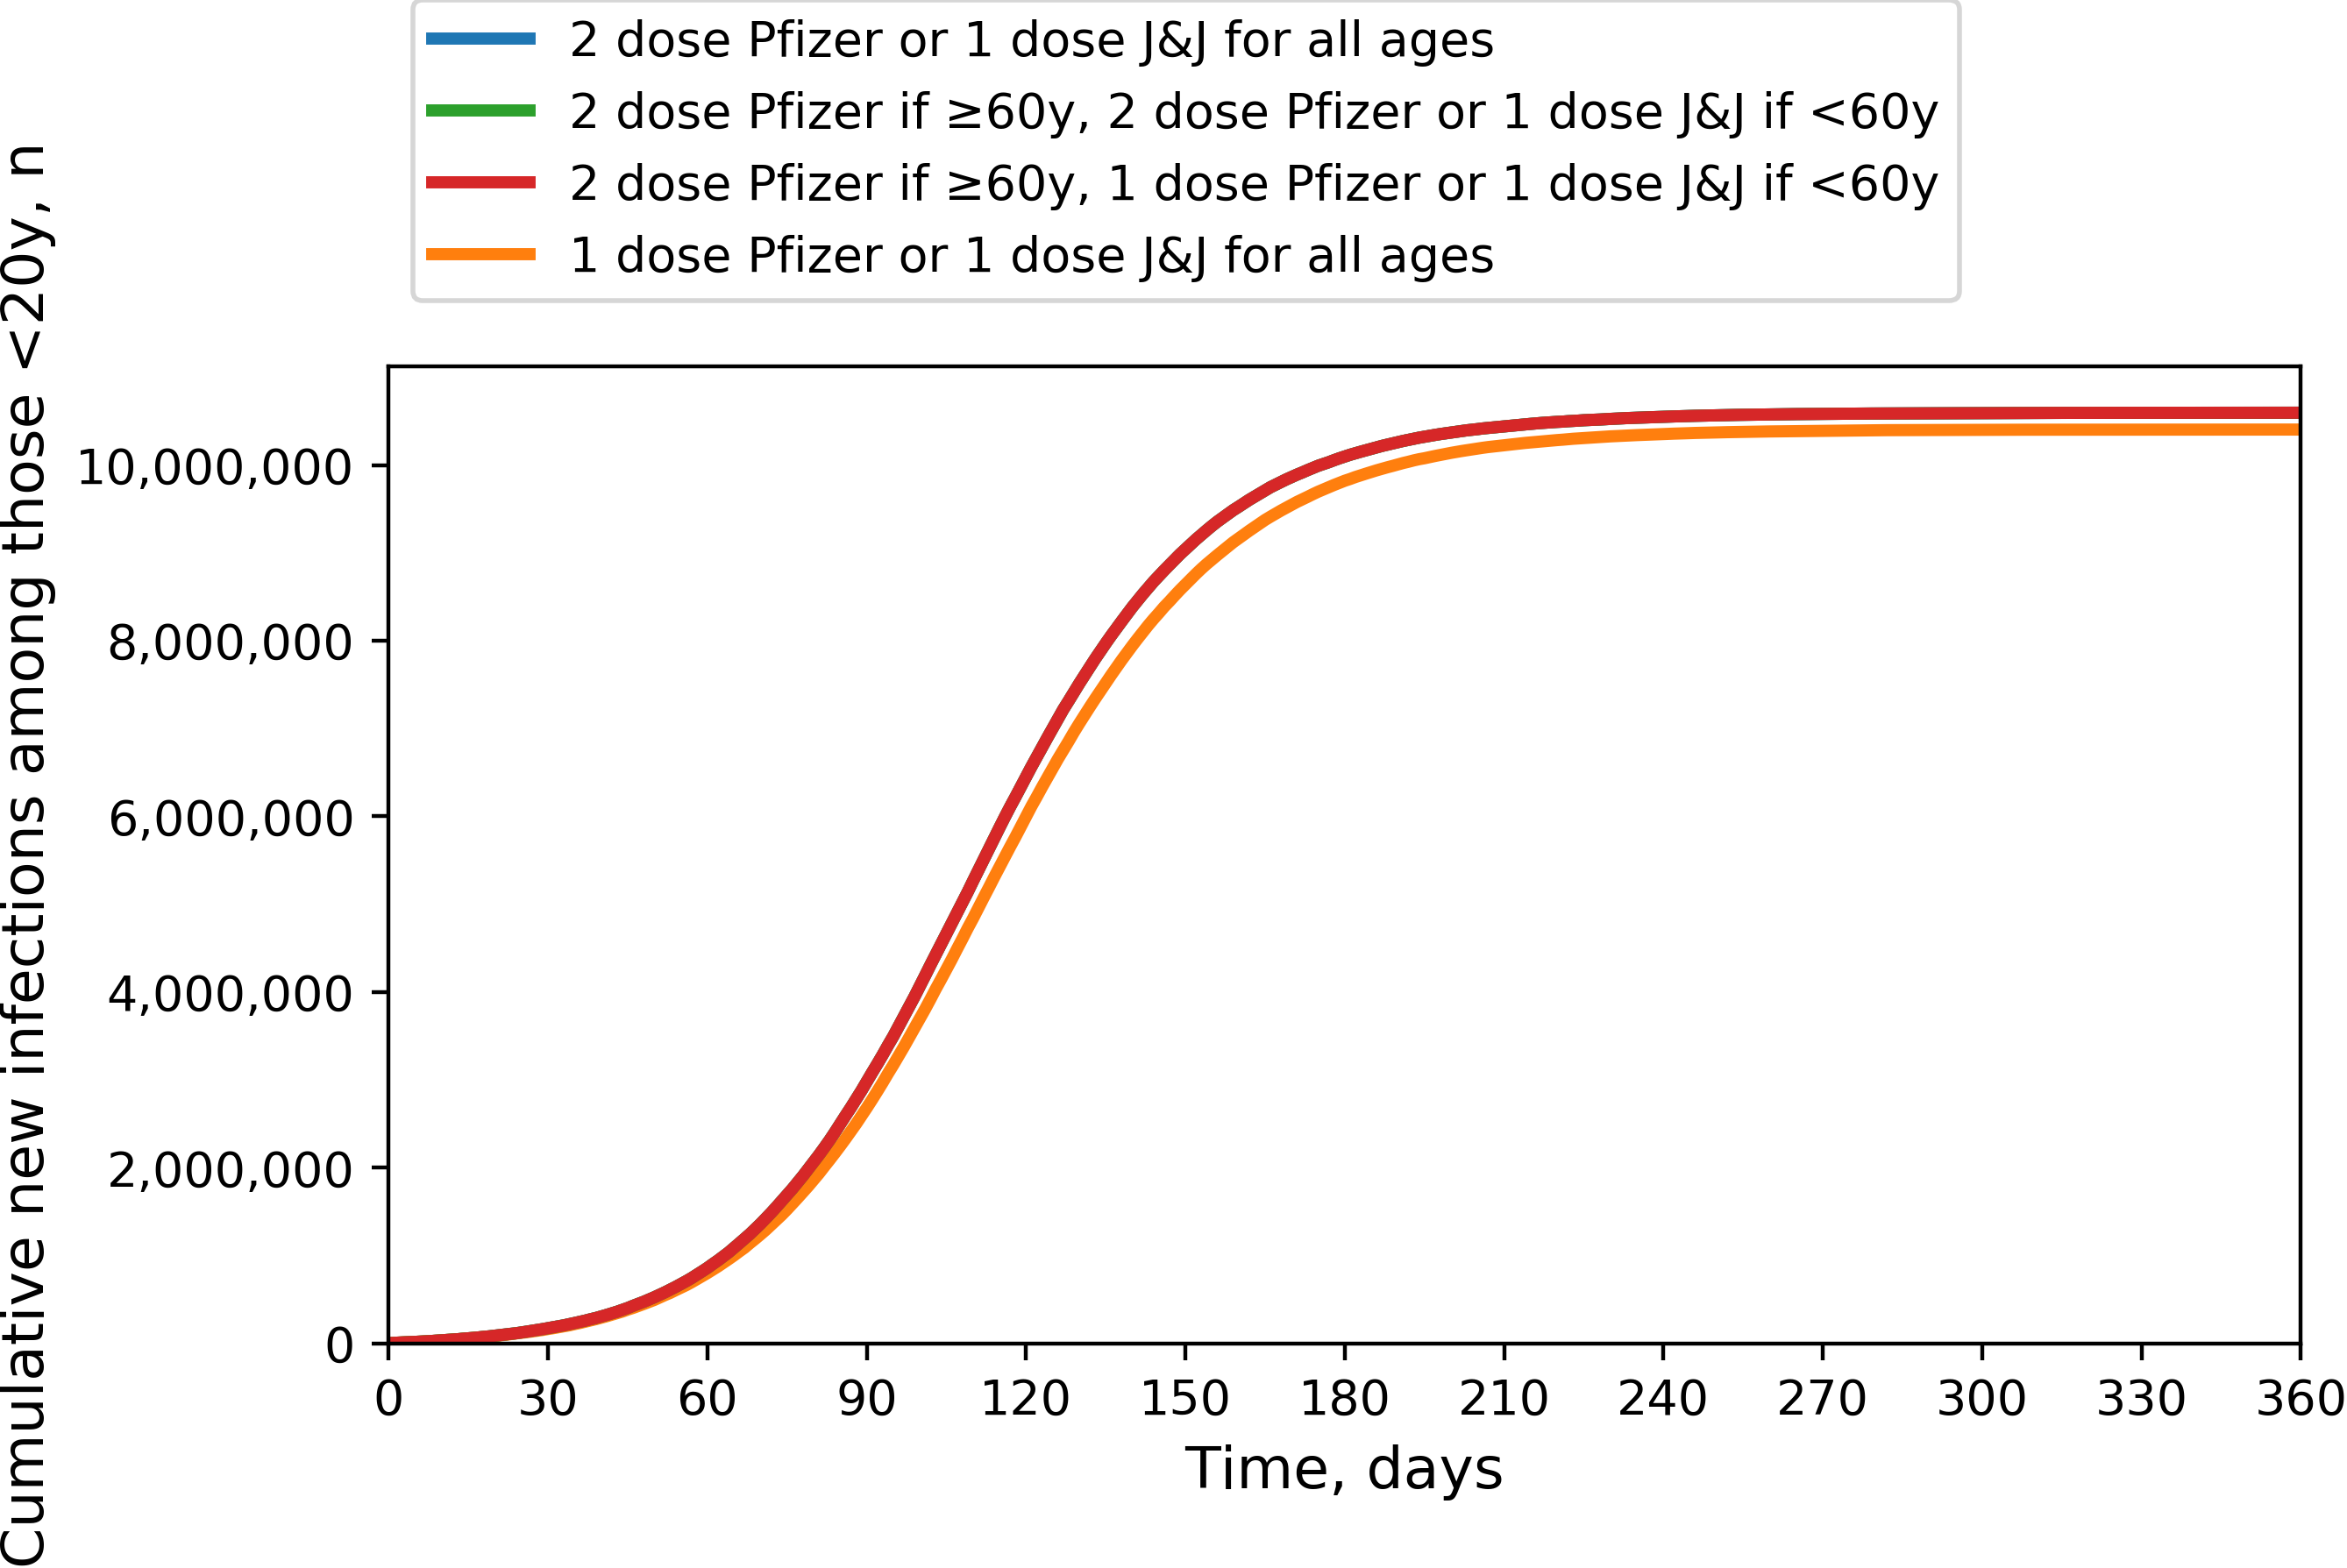 2 dose Pfizer or 1 dose J&J for all ages
2 dose Pfizer if ≥60y, 2 dose Pfizer or 1 dose J&J if <60y
2 dose Pfizer if ≥60y, 1 dose Pfizer or 1 dose J&J if <60y
1 dose Pfizer or 1 dose J&J for all ages
Cumulative new infections among those <20y, n
10,000,000
8,000,000
6,000,000
4,000,000
2,000,000
0
0 30 60 90 120 150 180 210 240 270 300 330 360
Time, days